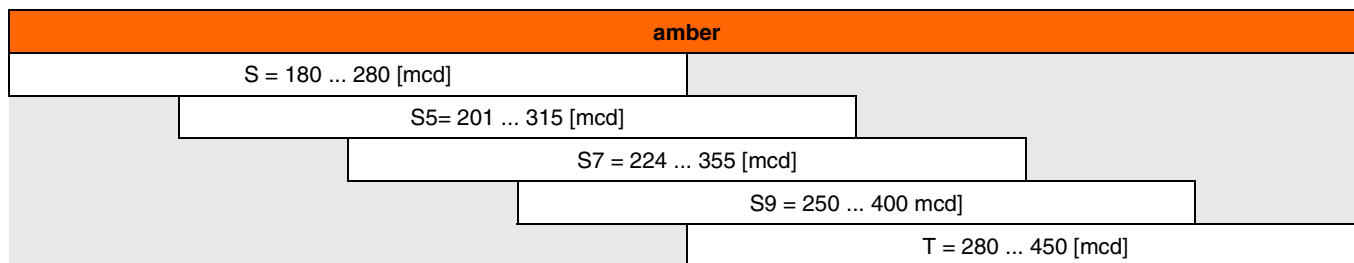 amber
S = 180 ... 280 [mcd]
S5= 201 ... 315 [mcd]
S7 = 224 ... 355 [mcd]
S9 = 250 ... 400 mcd]
T = 280 ... 450 [mcd]